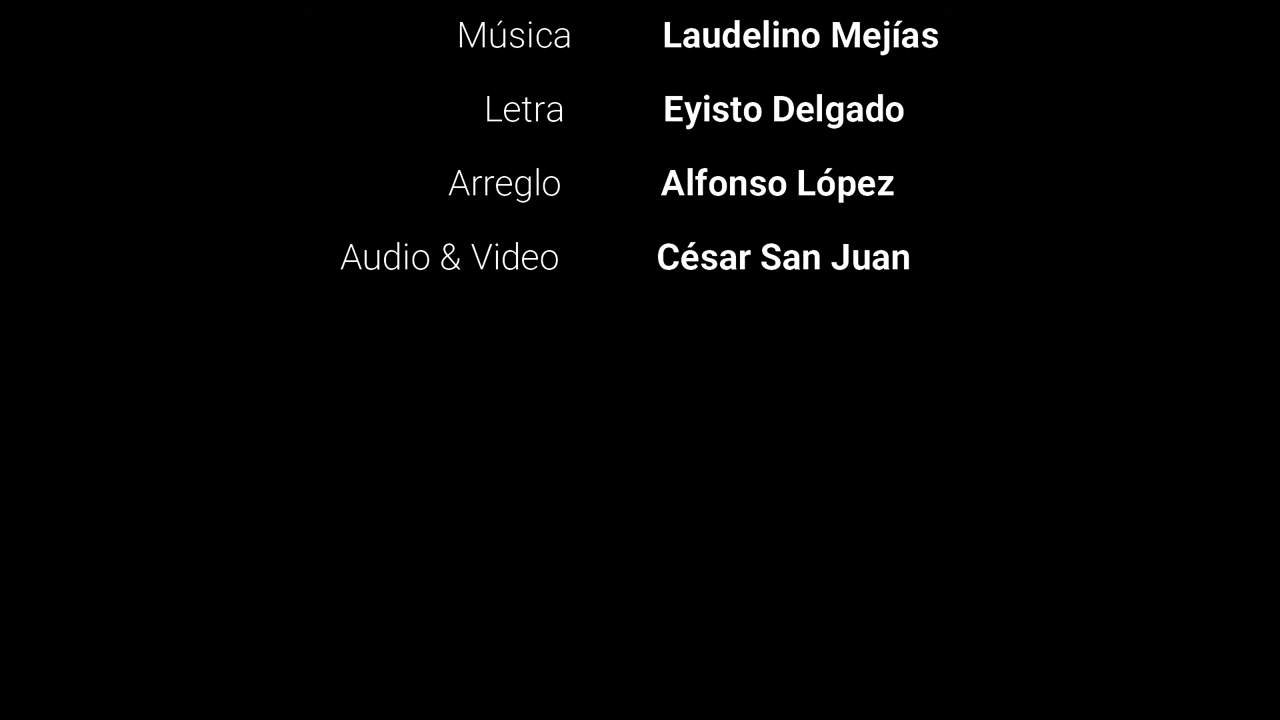 Música Laudelino Mejías
Letra Eyisto Delgado
Arreglo Alfonso López
Audio & Video César San Juan